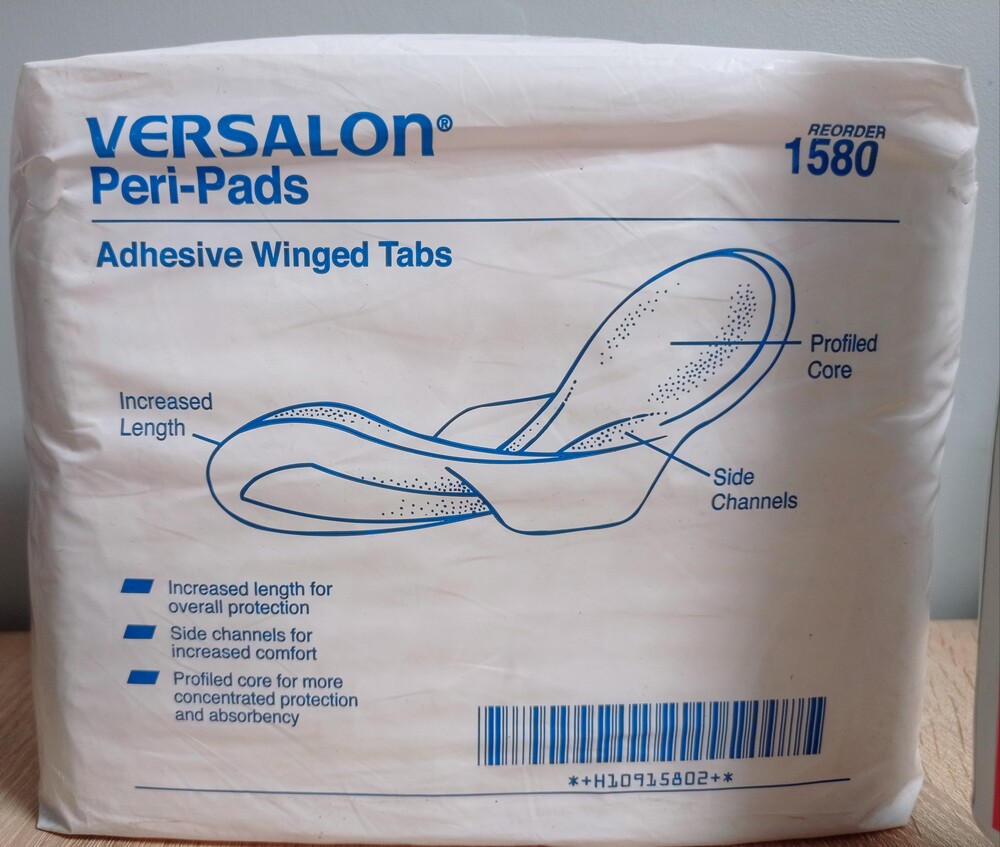 VERSALON®
Peri-Pads
REORDER
1580
Adhesive Winged Tabs
Profiled
Core
Increased
Length
Side
Channels
Increased length for
overall protection
Side channels for
increased comfort
Profiled core for more
concentrated protection
and absorbency
*+H10915802+*